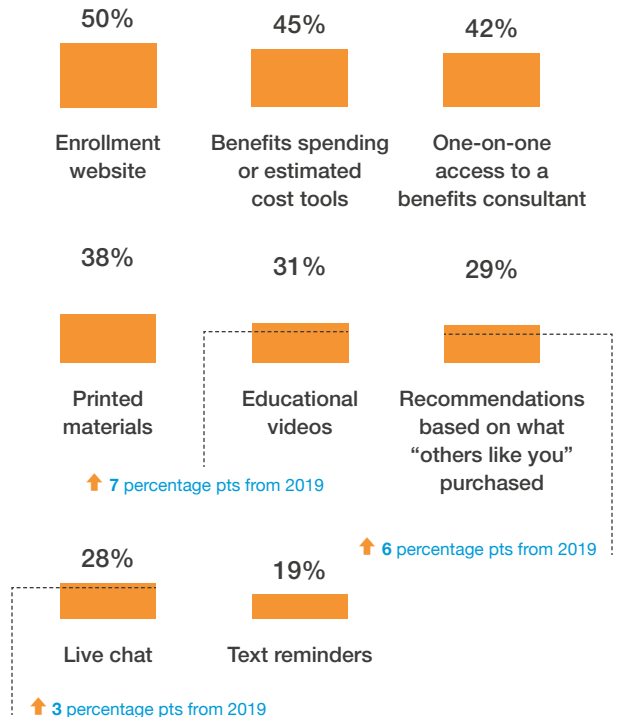 50%
45%
42%
Enrollment
website
Benefits spending
or estimated
cost tools
One-on-one
access to a
benefits consultant
38%
31%
29%
Printed
materials
Educational
videos
Recommendations
based on what
“others like you”
purchased
7 percentage pts from 2019
6 percentage pts from 2019
28%
19%
Live chat
Text reminders
3 percentage pts from 2019